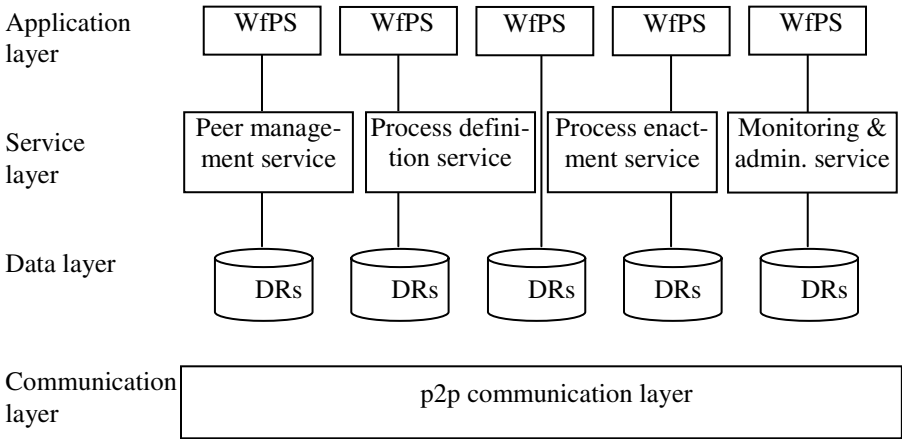 Application
layer
WfPS WfPS WfPS WfPS WfPS
Service
layer
Peer manage-
ment service
Process defini-
tion service
Process enact-
ment service
Monitoring &
admin. service
Data layer
DRs DRs DRs DRs DRs
Communication
layer
p2p communication layer